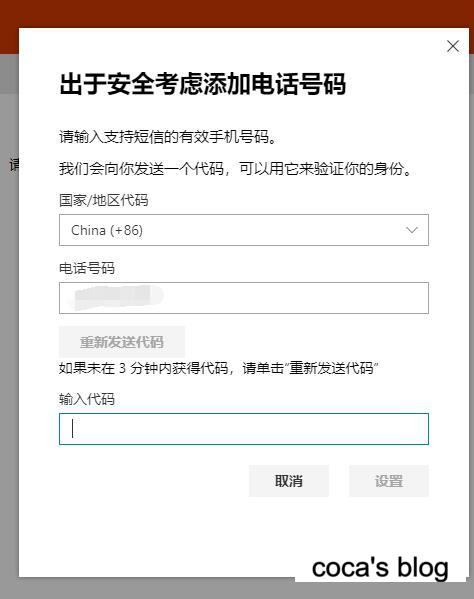 出于安全考虑添加电话号码
请输入支持短信的有效手机号码。
请
我们会向你发送一个代码，可以用它来验证你的身份。
国家/地区代码
China (+86)
电话号码
重新发送代码
如果未在 3 分钟内获得代码，请单击“重新发送代码”
输入代码
取消
设置
coca's blog